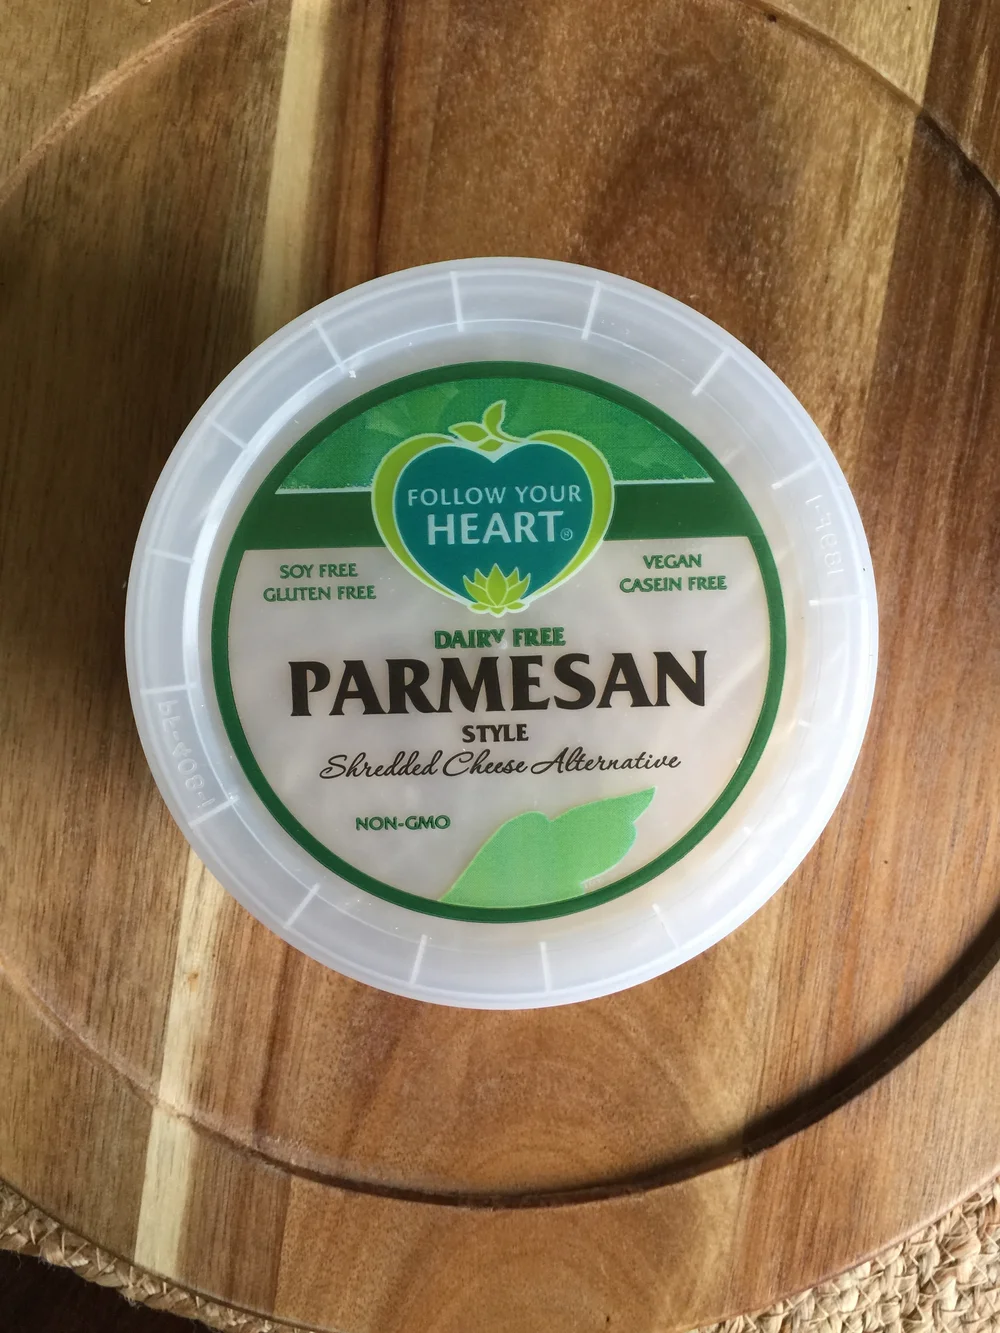 FOLLOW YOUR
HEART®
SOY FREE
GLUTEN FREE
VEGAN
CASEIN FREE
DAIRY FREE
PARMESAN
STYLE
Shredded Cheese Alternative
NON-GMO